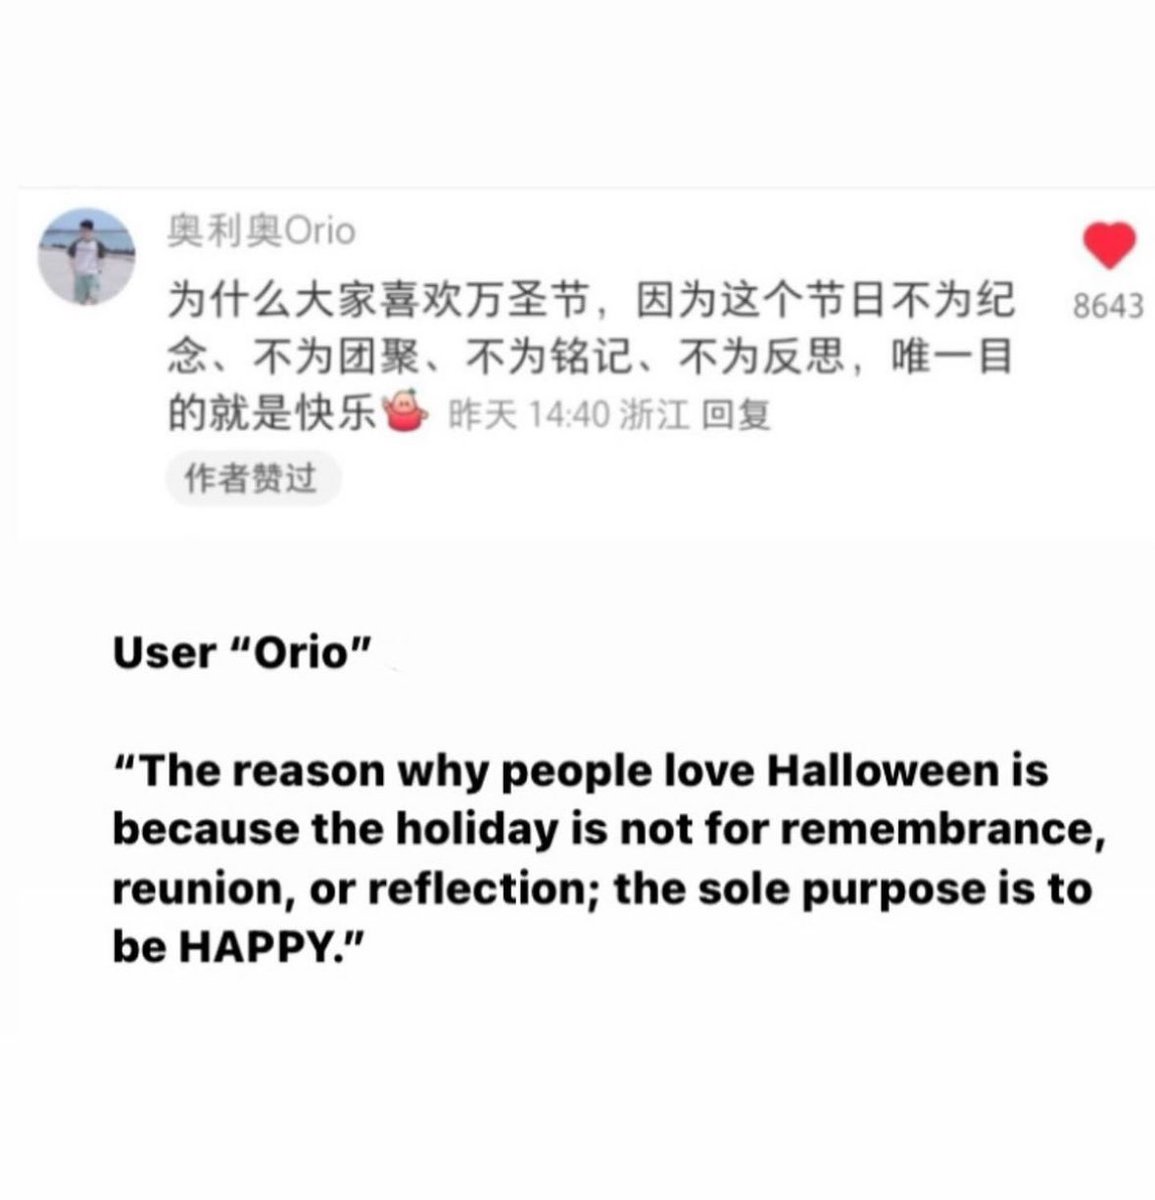 奥利奥Orio
为什么大家喜欢万圣节，因为这个节日不为纪
8643
念、不为团聚、不为铭记、不为反思，唯一目
的就是快乐 昨天 14:40 浙江 回复
作者赞过
User “Orio”
“The reason why people love Halloween is
because the holiday is not for remembrance,
reunion, or reflection; the sole purpose is to
be HAPPY.”